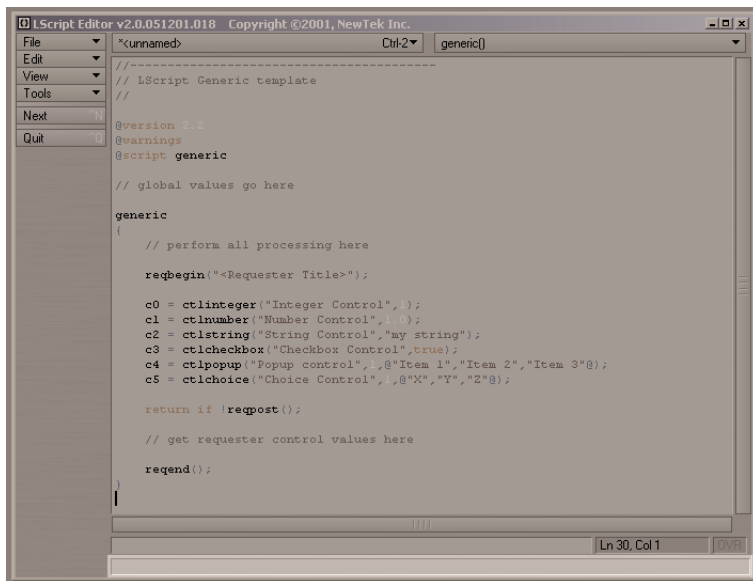 LScript Editor v2.0.051201.018 Copyright ©2001, NewTek Inc.
File
Edit
View
Tools
Next ^N
Quit ^Q
*<unnamed> Ctrl-2
generic()
//-----------------------------------------
// LScript Generic template
//
@version 2.2
@warnings
@script generic
// global values go here
generic
{
// perform all processing here
reqbegin("<Requester Title>");
c0 = ctlinteger("Integer Control",1);
c1 = ctlnumber("Number Control",1.0);
c2 = ctlstring("String Control","my string");
c3 = ctlcheckbox("Checkbox Control",true);
c4 = ctlpopup("Popup control",1,@"Item 1","Item 2","Item 3"@);
c5 = ctlchoice("Choice Control",1,@"X","Y","Z"@);
return if !reqpost();
// get requester control values here
reqend();
}
Ln 30, Col 1
OVR